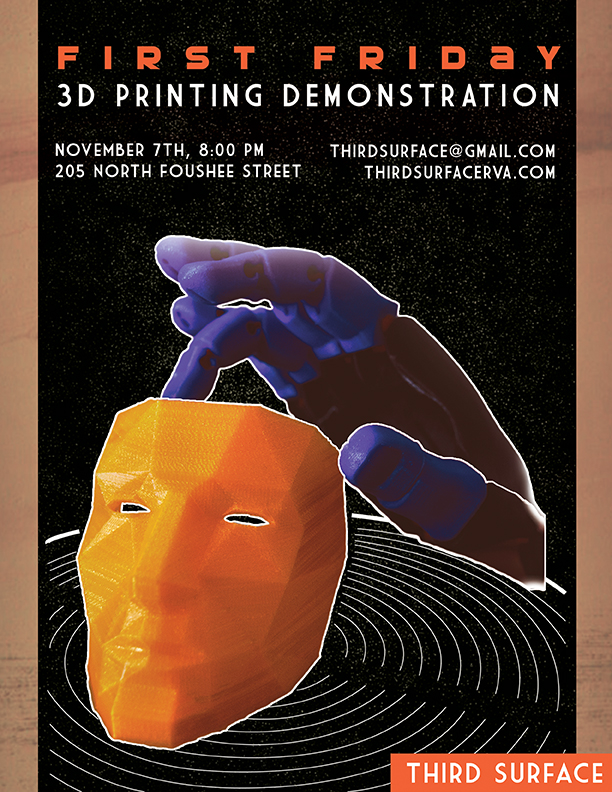 FIRST FRIDAY
3D PRINTING DEMONSTRATION
NOVEMBER 7TH, 8:00 PM
205 NORTH FOUSHEE STREET
THIRDSURFACE@GMAIL.COM
THIRDSURFACERVA.COM
THIRD SURFACE